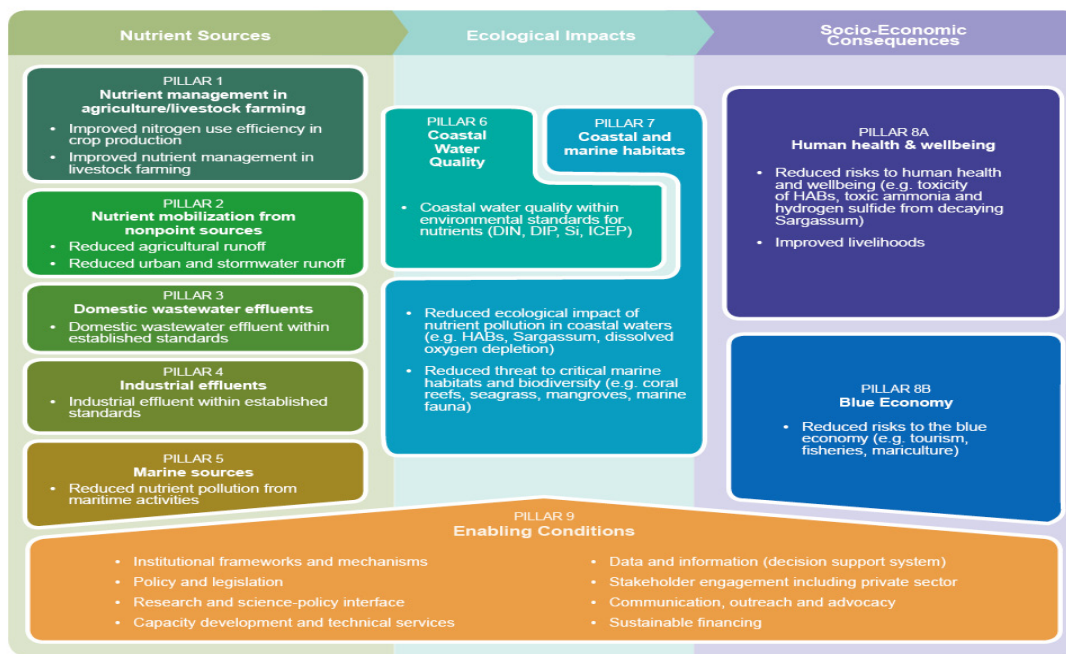 Nutrient Sources
Ecological Impacts
Socio-Economic
Consequences
PILLAR 1
Nutrient management in
agriculture/livestock farming
• Improved nitrogen use efficiency in
crop production
• Improved nutrient management in
livestock farming
PILLAR 2
Nutrient mobilization from
nonpoint sources
• Reduced agricultural runoff
• Reduced urban and stormwater runoff
PILLAR 3
Domestic wastewater effluents
• Domestic wastewater effluent within
established standards
PILLAR 4
Industrial effluents
• Industrial effluent within established
standards
PILLAR 5
Marine sources
• Reduced nutrient pollution from
maritime activities
PILLAR 6
Coastal
Water
Quality
• Coastal water quality within
environmental standards for
nutrients (DIN, DIP, Si, ICEP)
PILLAR 7
Coastal and
marine habitats
• Reduced ecological impact of
nutrient pollution in coastal waters
(e.g. HABs, Sargassum, dissolved
oxygen depletion)
• Reduced threat to critical marine
habitats and biodiversity (e.g. coral
reefs, seagrass, mangroves, marine
fauna)
PILLAR 8A
Human health & wellbeing
• Reduced risks to human health
and wellbeing (e.g. toxicity
of HABs, toxic ammonia and
hydrogen sulfide from decaying
Sargassum)
• Improved livelihoods
PILLAR 8B
Blue Economy
• Reduced risks to the blue
economy (e.g. tourism,
fisheries, mariculture)
PILLAR 9
Enabling Conditions
• Institutional frameworks and mechanisms
• Policy and legislation
• Research and science-policy interface
• Capacity development and technical services
• Data and information (decision support system)
• Stakeholder engagement including private sector
• Communication, outreach and advocacy
• Sustainable financing